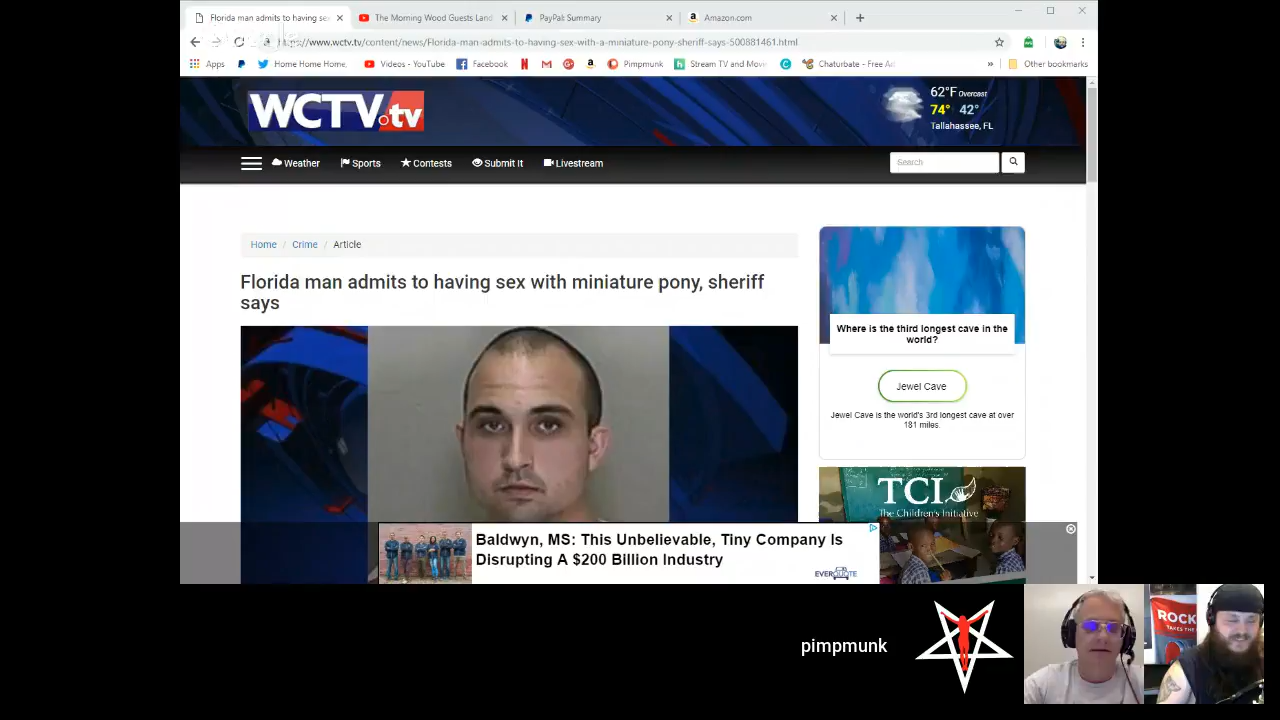 Florida man admits to having sex
The Morning Wood Guests Land
PayPal: Summary
Amazon.com
https://www.wctv.tv/content/news/Florida-man-admits-to-having-sex-with-a-miniature-pony-sheriff-says-500881461.html
Apps
Home Home Home.
Videos - YouTube
Facebook
Pimpmunk
Stream TV and Movi
Chaturbate - Free Ad
»
Other bookmarks
WCTV.tv
62°F Overcast
74° 42°
Tallahassee, FL
Weather
Sports
Contests
Submit It
Livestream
Search
Home / Crime / Article
Florida man admits to having sex with miniature pony, sheriff
says
Where is the third longest cave in the
world?
Jewel Cave
Jewel Cave is the world's 3rd longest cave at over
181 miles.
TCI
The Children's Initiative
Baldwyn, MS: This Unbelievable, Tiny Company Is
Disrupting A $200 Billion Industry
EVERQUOTE
pimpmunk
ROCK
TAKES THE